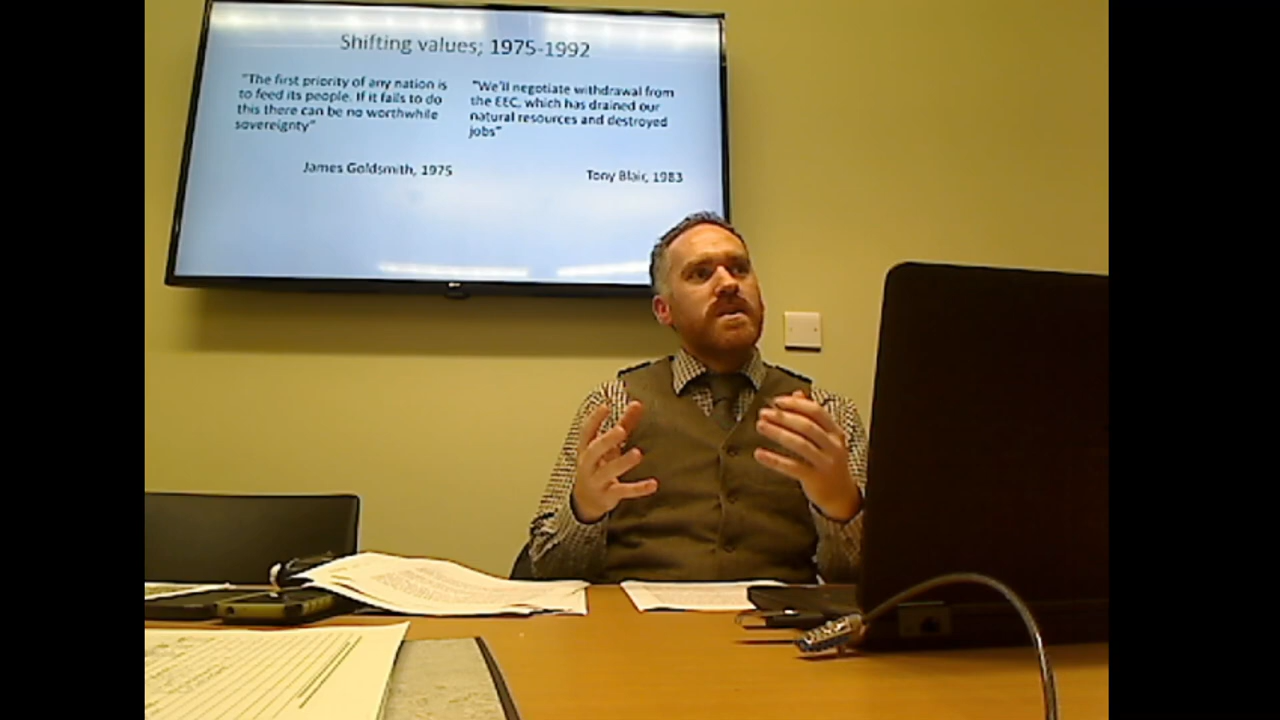 Shifting values; 1975-1992
"The first priority of any nation is
to feed its people. If it fails to do
this there can be no worthwhile
sovereignty"
James Goldsmith, 1975
"We'll negotiate withdrawal from
the EEC, which has drained our
natural resources and destroyed
jobs"
Tony Blair, 1983